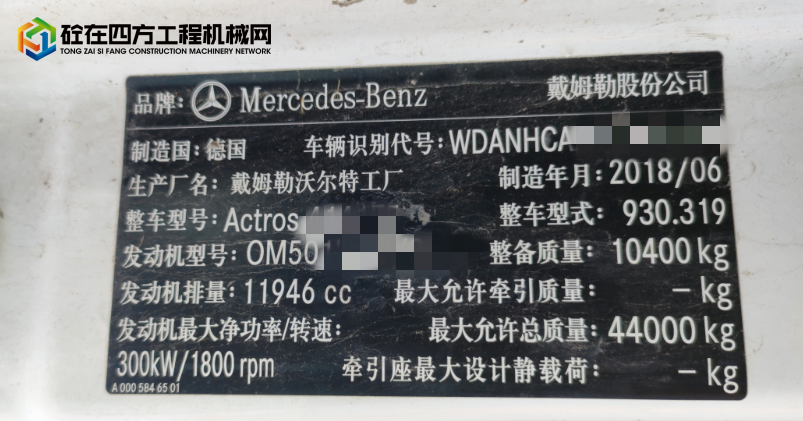 砼在四方工程机械网
TONG ZAI SI FANG CONSTRUCTION MACHINERY NETWORK
品牌: Mercedes-Benz 戴姆勒股份公司
制造国: 德国 车辆识别代号: WDANHCA
生产厂名: 戴姆勒沃尔特工厂 制造年月: 2018/06
整车型号: Actros 整车型式: 930.319
发动机型号: OM50 整备质量: 10400 kg
发动机排量: 11946 cc 最大允许牵引质量: – kg
发动机最大净功率/转速: 最大允许总质量: 44000 kg
300kW/1800 rpm 牵引座最大设计静载荷: – kg
A 000 584 65 01